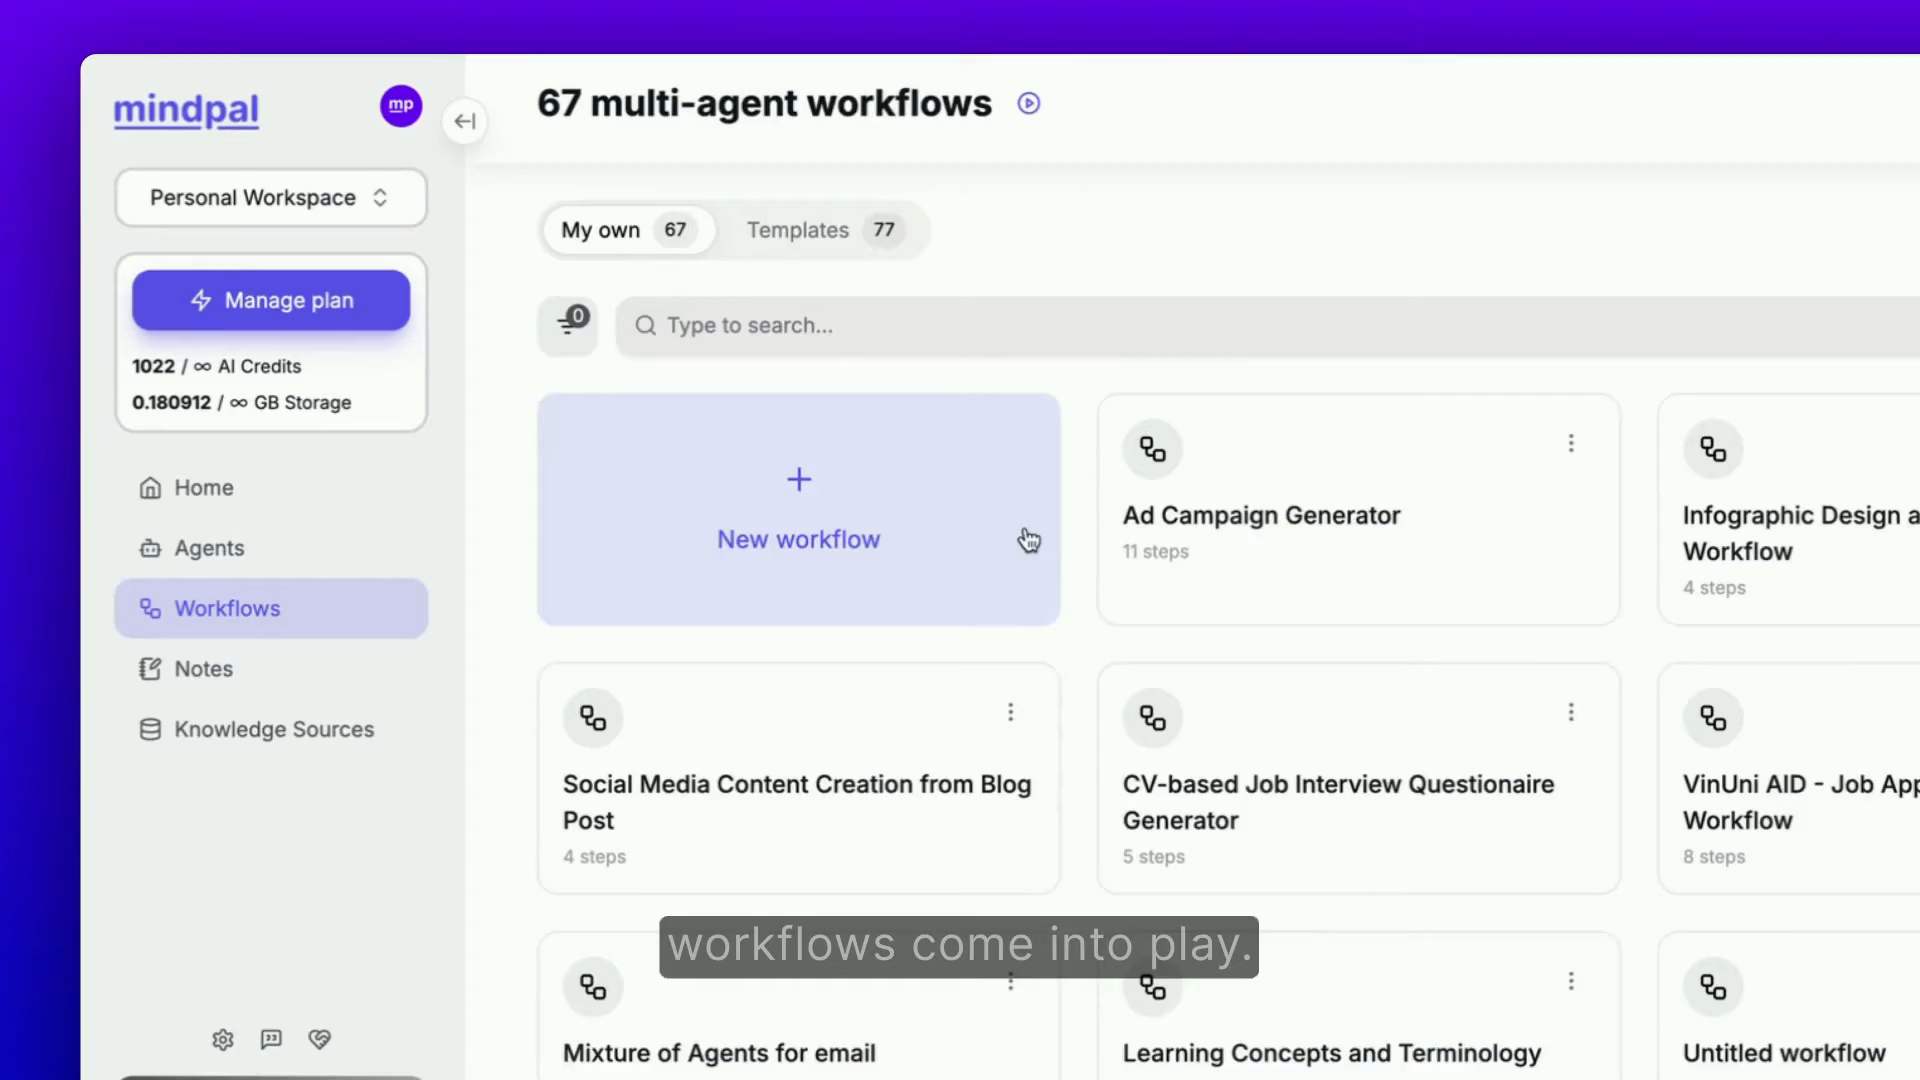 mindpal
mp
67 multi-agent workflows
Personal Workspace
My own 67
Templates 77
Manage plan
0
Type to search...
1022 / ∞ AI Credits
0.180912 / ∞ GB Storage
Home
Agents
Workflows
Notes
Knowledge Sources
+
New workflow
Ad Campaign Generator
11 steps
Infographic Design a
Workflow
4 steps
Social Media Content Creation from Blog
Post
4 steps
CV-based Job Interview Questionaire
Generator
5 steps
VinUni AID - Job App
Workflow
8 steps
workflows come into play.
Mixture of Agents for email
Learning Concepts and Terminology
Untitled workflow